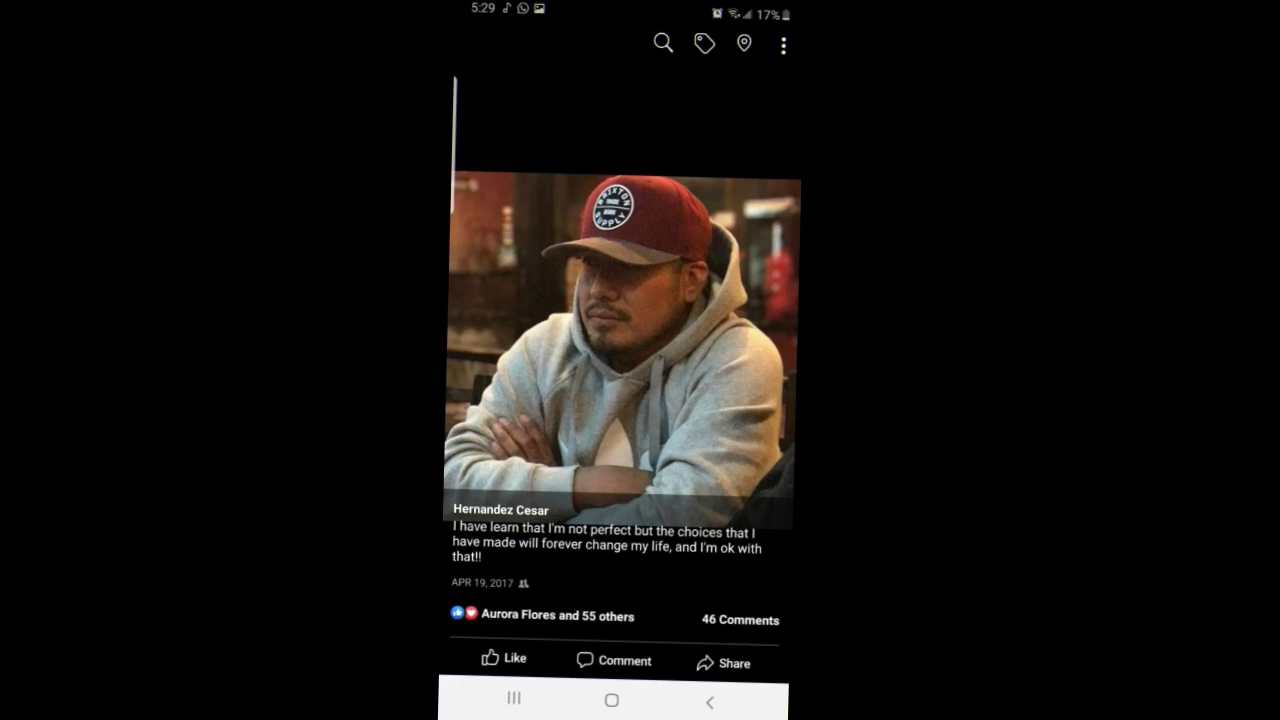 5:29
17%
BRIXTON
TRADE MARK
SUPPLY
Hernandez Cesar
I have learn that I'm not perfect but the choices that I
have made will forever change my life, and I'm ok with
that!!
APR 19, 2017
Aurora Flores and 55 others
46 Comments
Like
Comment
Share